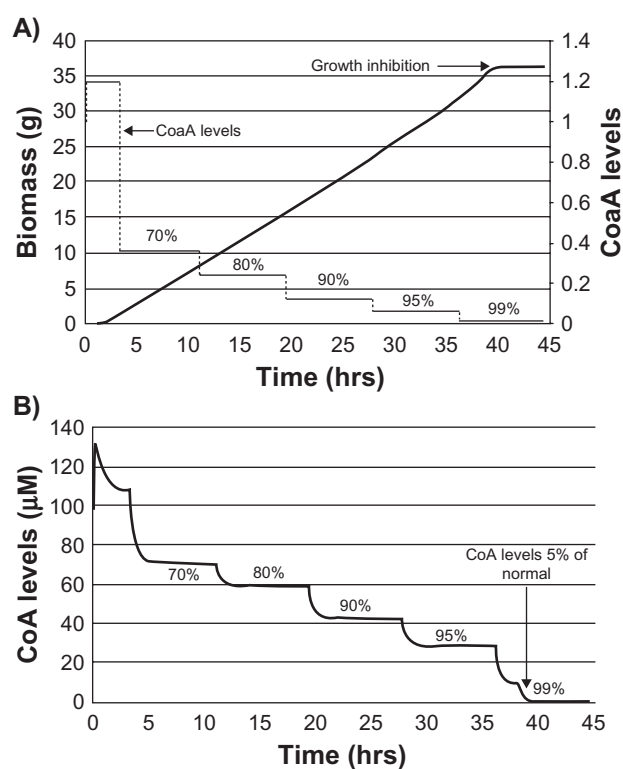 A)
Biomass (g)
40
35
30
25
20
15
10
5
0
Growth inhibition
CoaA levels
70%
80%
90%
95%
99%
1.4
1.2
1
0.8
0.6
0.4
0.2
0
CoaA levels
0 5 10 15 20 25 30 35 40 45
Time (hrs)
B)
CoA levels (µM)
140
120
100
80
60
40
20
0
CoA levels 5% of
normal
70%
80%
90%
95%
99%
0 5 10 15 20 25 30 35 40 45
Time (hrs)